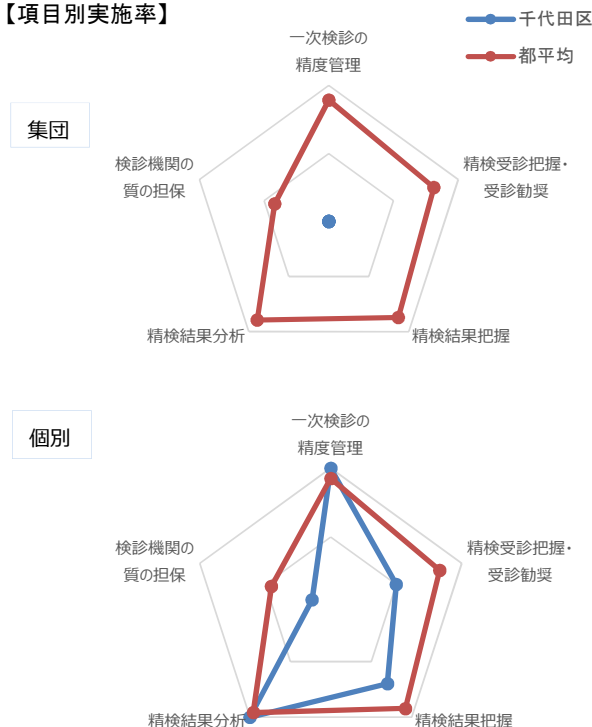 【項目別実施率】
千代田区
都平均
集団
一次検診の
精度管理
検診機関の
質の担保
精検受診把握・
受診勧奨
精検結果分析
精検結果把握
個別
一次検診の
精度管理
検診機関の
質の担保
精検受診把握・
受診勧奨
精検結果分析
精検結果把握